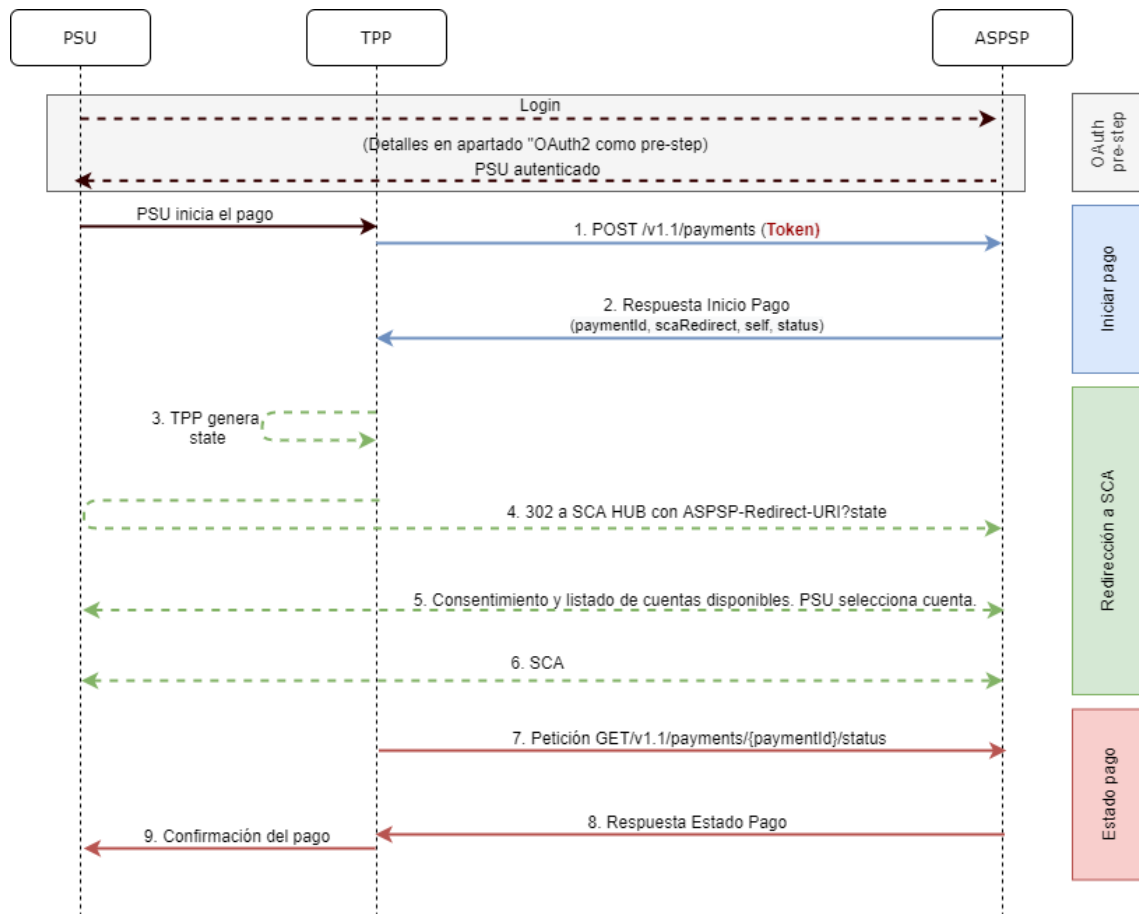 PSU
TPP
ASPSP
Login
(Detalles en apartado "OAuth2 como pre-step)
PSU autenticado
OAuth
pre-step
PSU inicia el pago
1. POST /v1.1/payments (Token)
2. Respuesta Inicio Pago
(paymentId, scaRedirect, self, status)
Iniciar pago
3. TPP genera
state
4. 302 a SCA HUB con ASPSP-Redirect-URI?state
5. Consentimiento y listado de cuentas disponibles. PSU selecciona cuenta.
6. SCA
Redirección a SCA
7. Petición GET/v1.1/payments/{paymentId}/status
8. Respuesta Estado Pago
9. Confirmación del pago
Estado pago